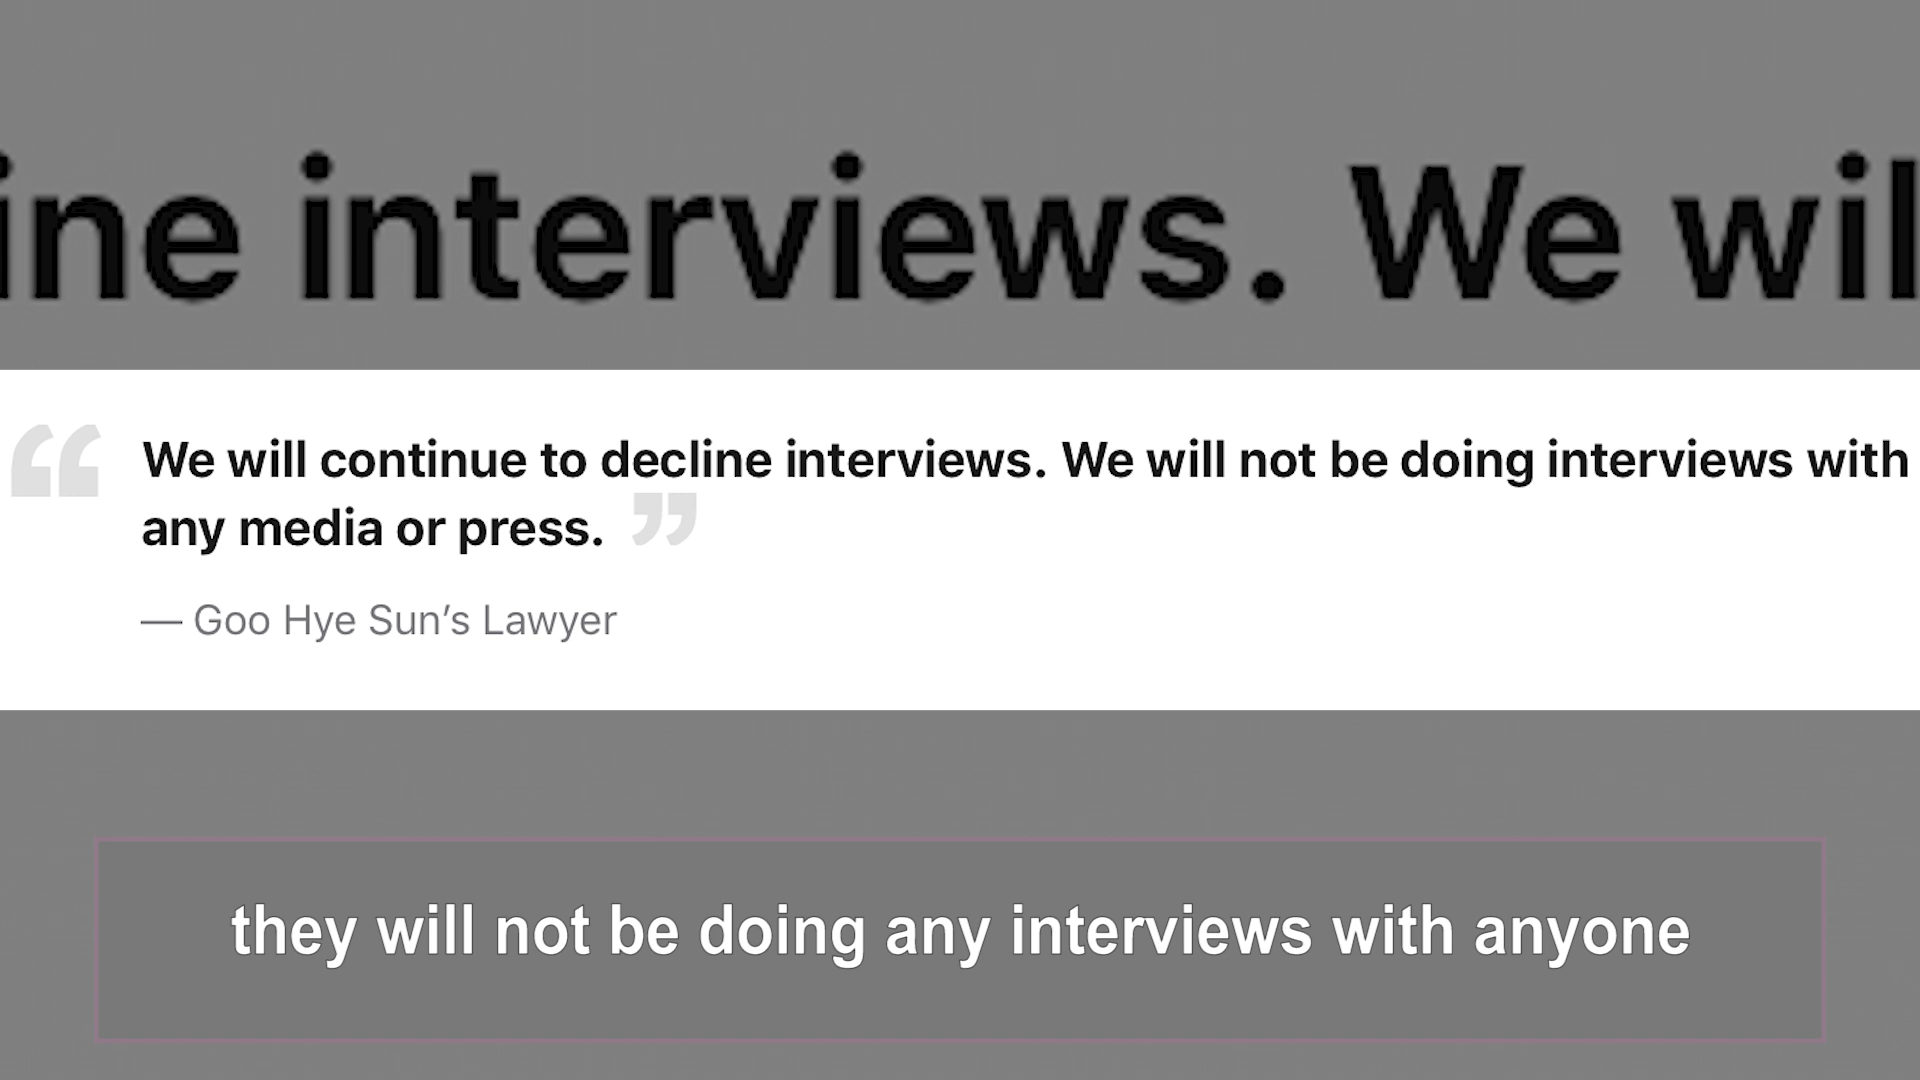 ine interviews. We wil
“ We will continue to decline interviews. We will not be doing interviews with
any media or press. ”
— Goo Hye Sun’s Lawyer
they will not be doing any interviews with anyone